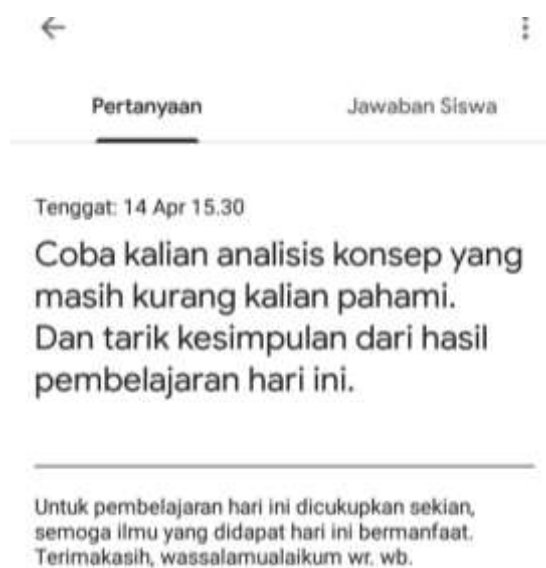 Pertanyaan
Jawaban Siswa
Tenggat: 14 Apr 15.30
Coba kalian analisis konsep yang
masih kurang kalian pahami.
Dan tarik kesimpulan dari hasil
pembelajaran hari ini.
Untuk pembelajaran hari ini dicukupkan sekian,
semoga ilmu yang didapat hari ini bermanfaat.
Terimakasih, wassalamualaikum wr. wb.